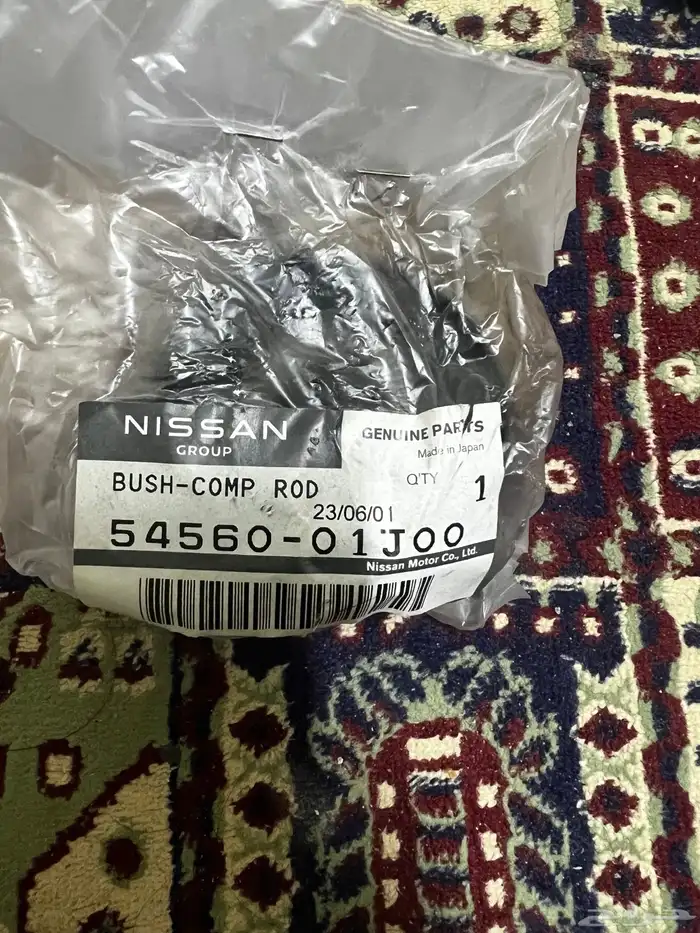 NISSAN
GROUP
GENUINE PARTS
Made in Japan
BUSH-COMP ROD
Q'TY 1
23/06/01
54560-01J00
Nissan Motor Co., Ltd.